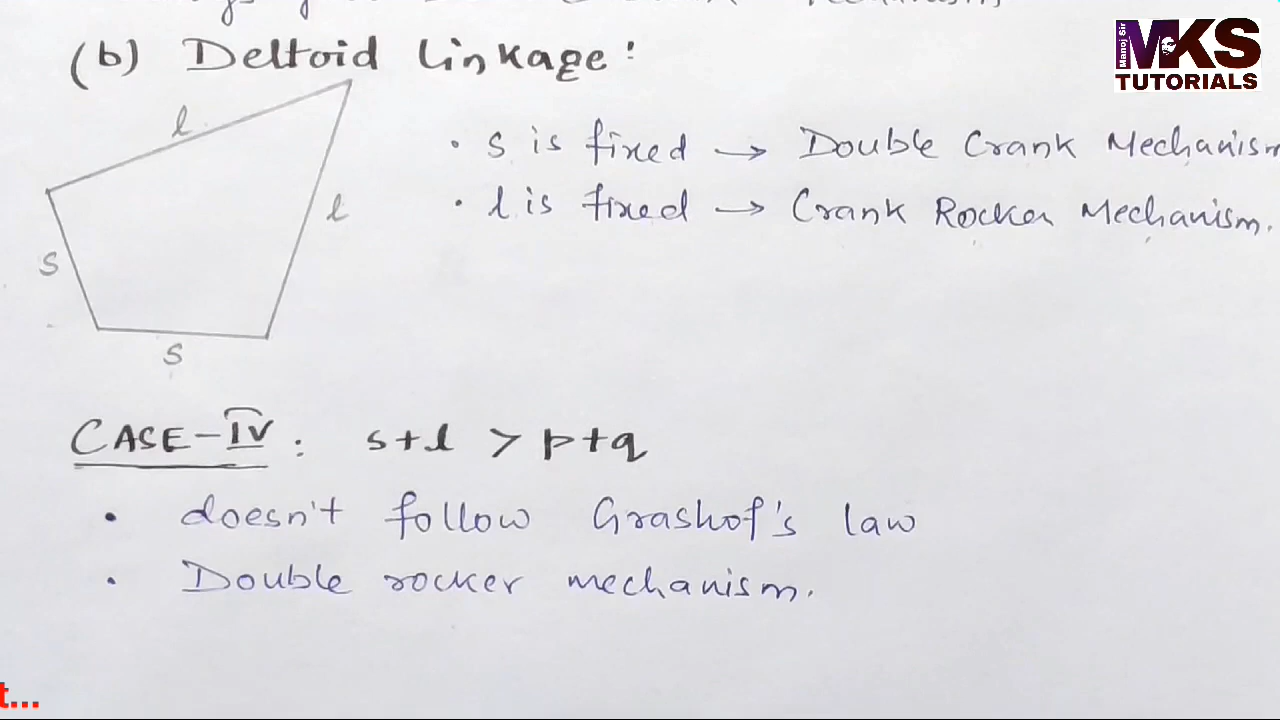 MKS
Manoj Sir
TUTORIALS
(b) Deltoid linkage:
l
• s is fixed → Double Crank Mechanism
l
• l is fixed → Crank Rocker Mechanism.
s
s
CASE-IV: s+l > p+q
• doesn't follow Grashof's law
• Double rocker mechanism.
t...